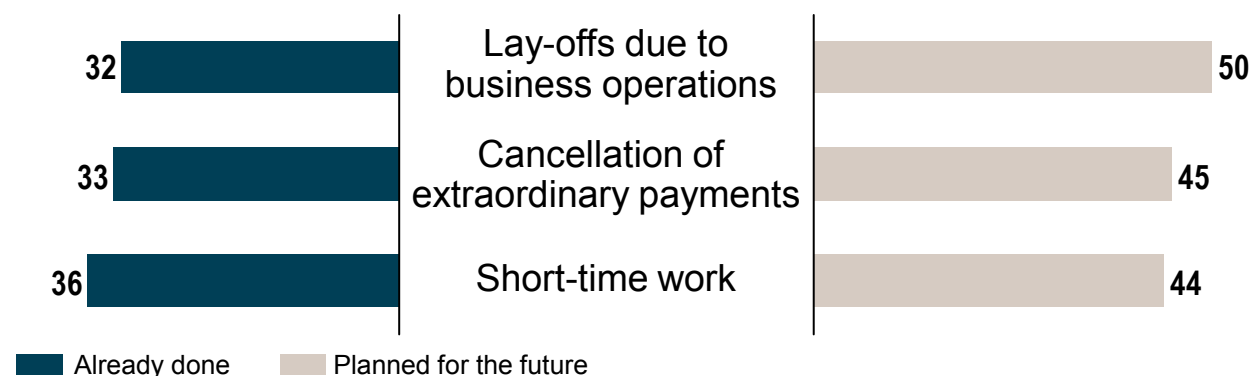 Lay-offs due to
32 business operations 50
Cancellation of
33 extraordinary payments 45
36 Short-time work 44
Already done Planned for the future